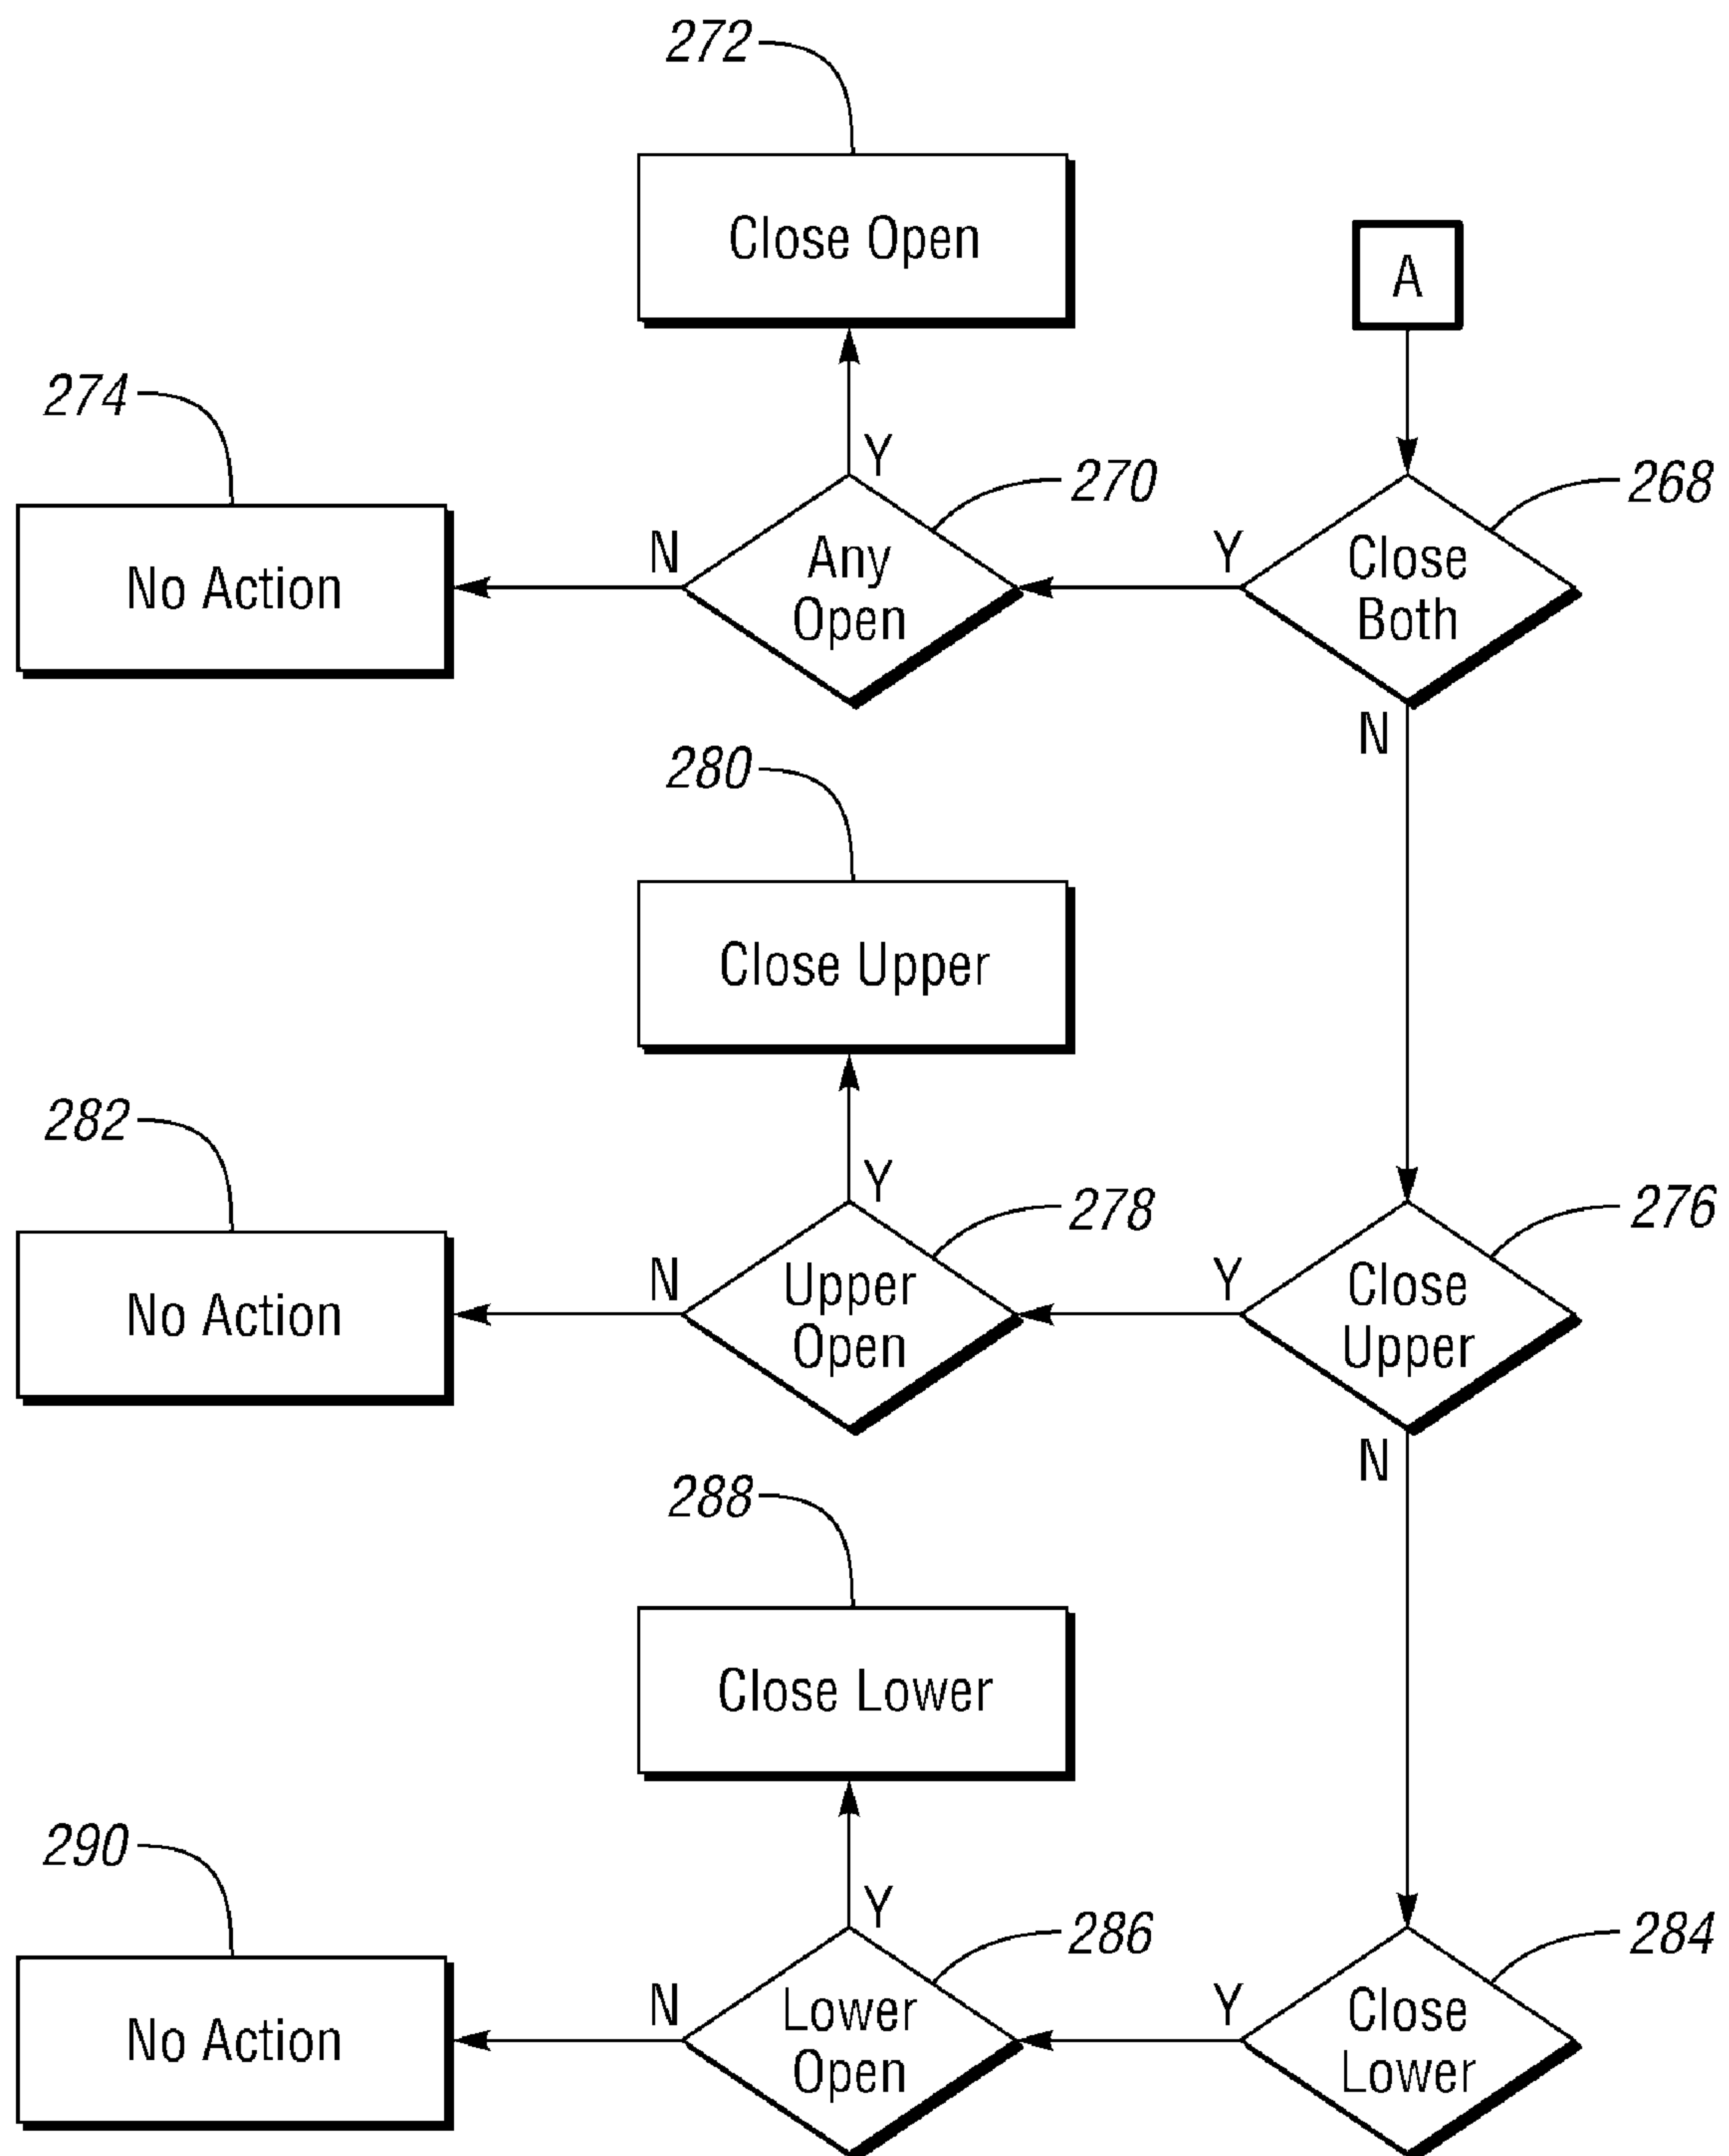 272
Close Open
A
274
Y
270
268
No Action
N
Any
Open
Y
Close
Both
N
280
Close Upper
282
Y
278
276
No Action
N
Upper
Open
Y
Close
Upper
N
288
Close Lower
290
Y
286
284
No Action
N
Lower
Open
Y
Close
Lower